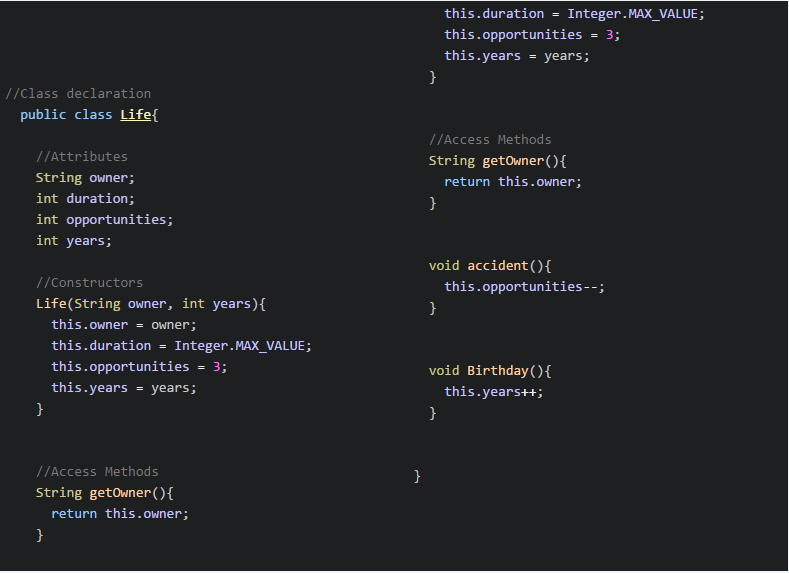 //Class declaration
public class Life{
//Attributes
String owner;
int duration;
int opportunities;
int years;
//Constructors
Life(String owner, int years){
this.owner = owner;
this.duration = Integer.MAX_VALUE;
this.opportunities = 3;
this.years = years;
}
//Access Methods
String getOwner(){
return this.owner;
}
this.duration = Integer.MAX_VALUE;
this.opportunities = 3;
this.years = years;
}
//Access Methods
String getOwner(){
return this.owner;
}
void accident(){
this.opportunities--;
}
void Birthday(){
this.years++;
}
}